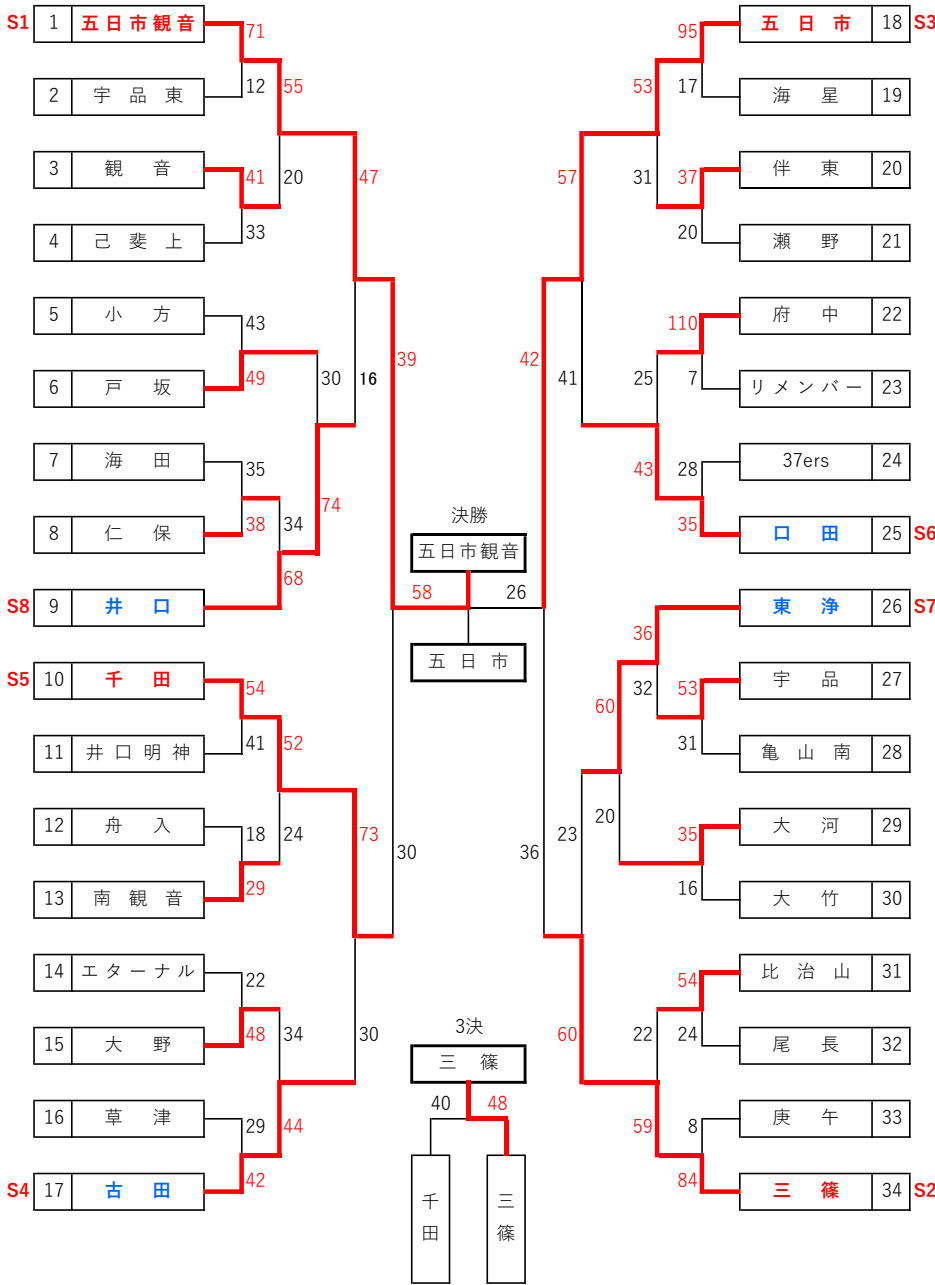 S1 1 五日市観音 71 95 五日市 18 S3
2 宇品東 12 55 53 17 海星 19
3 観音 41 20 47 57 31 37 伴東 20
4 己斐上 33 20 瀬野 21
5 小方 43 110 府中 22
6 戸坂 49 30 16 39 42 41 25 7 リメンバー 23
7 海田 35 43 28 37ers 24
8 仁保 38 34 74 35 口田 25 S6
決勝
五日市観音
S8 9 井口 68 58 26 東浄 26 S7
五日市
36
S5 10 千田 54 60 32 53 宇品 27
11 井口明神 41 52 31 亀山南 28
12 舟入 18 24 73 30 36 23 20 35 大河 29
13 南観音 29 16 大竹 30
14 エターナル 22 54 比治山 31
15 大野 48 34 30 60 22 24 尾長 32
3決
三篠
16 草津 29 44 40 48 59 8 庚午 33
S4 17 古田 42 84 三篠 34 S2
千田
三篠